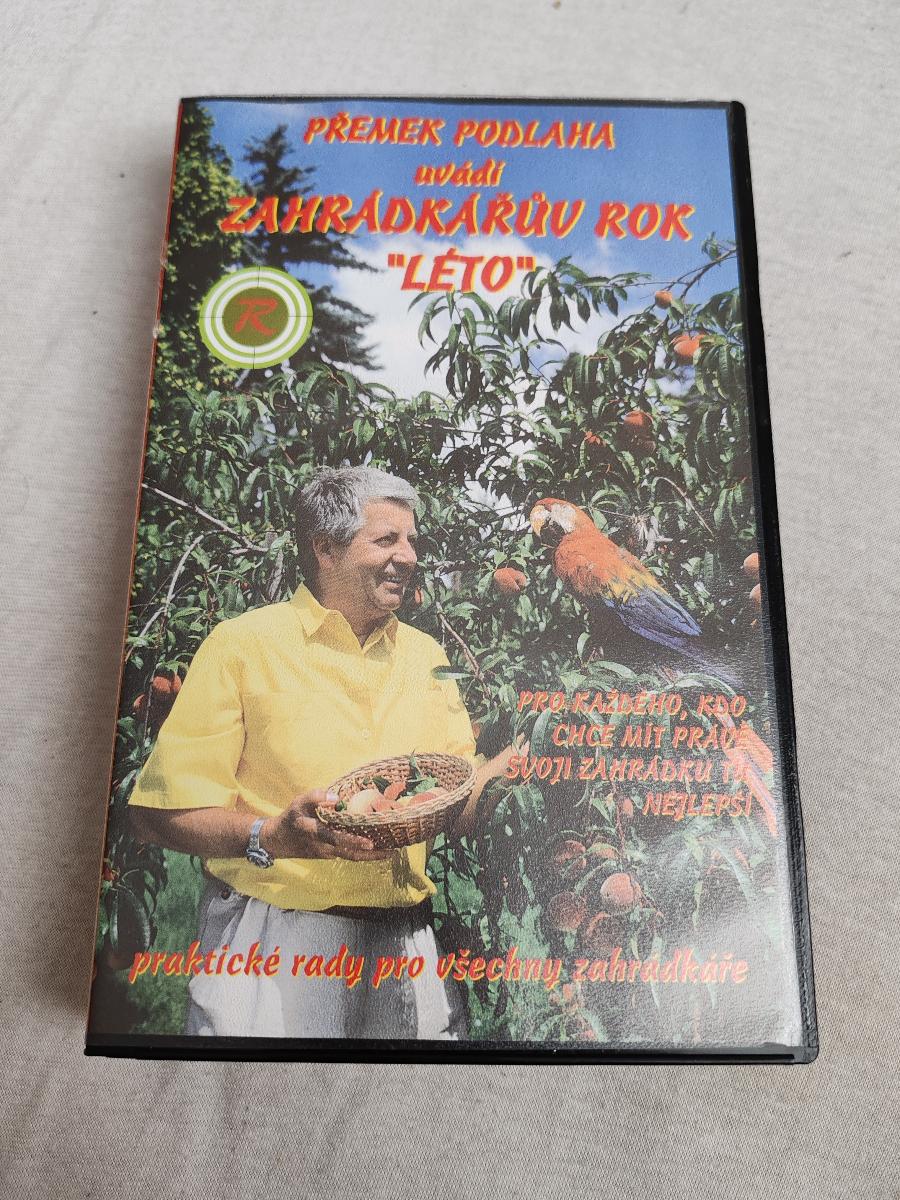 PŘEMEK PODLAHA
uvádí
ZAHRÁDKÁŘŮV ROK
"LÉTO"
R
PRO KAŽDÉHO, KDO
CHCE MÍT PRÁVĚ
SVOJI ZAHRÁDKU TU
NEJLEPŠÍ
praktické rady pro všechny zahrádkáře